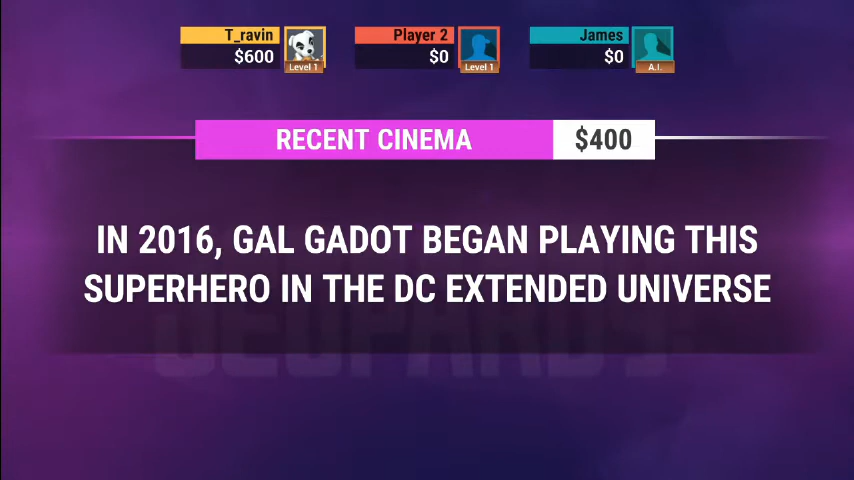 T_ravin
$600
Level 1
Player 2
$0
Level 1
James
$0
A.I.
RECENT CINEMA
$400
IN 2016, GAL GADOT BEGAN PLAYING THIS
SUPERHERO IN THE DC EXTENDED UNIVERSE
JEOPARDY!